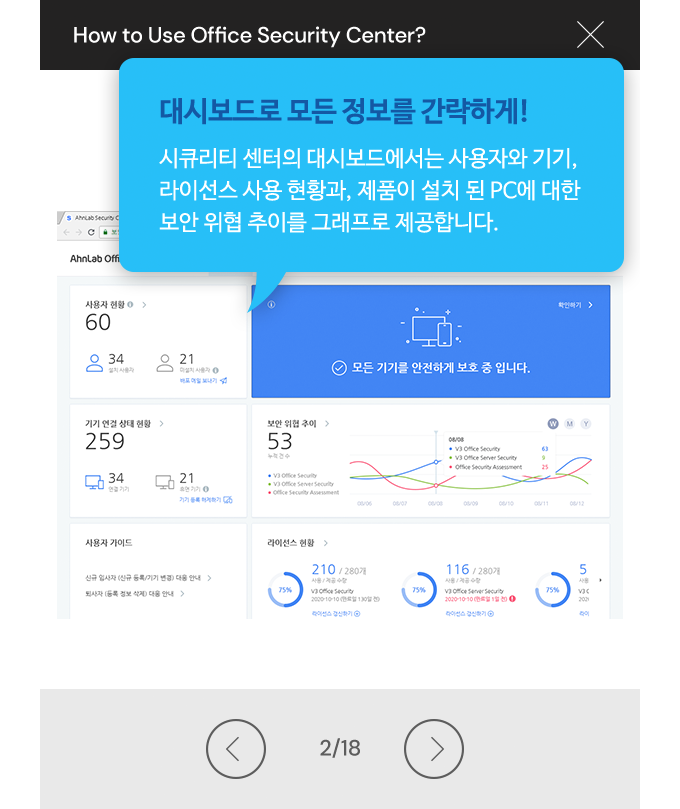 How to Use Office Security Center?
대시보드로 모든 정보를 간략하게!
시큐리티 센터의 대시보드에서는 사용자와 기기,
라이선스 사용 현황과, 제품이 설치 된 PC에 대한
보안 위협 추이를 그래프로 제공합니다.
AhnLab Security C
AhnLab Offi
사용자 현황
60
34
설치 사용자
21
미설치 사용자
배포 메일 보내기
확인하기
모든 기기를 안전하게 보호 중 입니다.
기기 연결 상태 현황
259
34
연결 기기
21
휴면 기기
기기 등록 하게하기
보안 위협 추이
53
누적 건 수
W M Y
V3 Office Security
V3 Office Server Security
Office Security Assessment
08/08
V3 Office Security 63
V3 Office Server Security 9
Office Security Assessment 25
08/06 08/07 08/08 08/09 08/10 08/11 08/12
사용자 가이드
신규 입사자 (신규 등록/기기 변경) 대응 안내
퇴사자 (등록 정보 삭제) 대응 안내
라이선스 현황
75%
210 / 280개
사용 / 제공 수량
V3 Office Security
2020-10-10 (만료일 130일 전)
라이선스 갱신하기
75%
116 / 280개
사용 / 제공 수량
V3 Office Server Security
2020-10-10 (만료일 1일 전)
라이선스 갱신하기
75%
5
사용
V3 O
202
라이
2/18